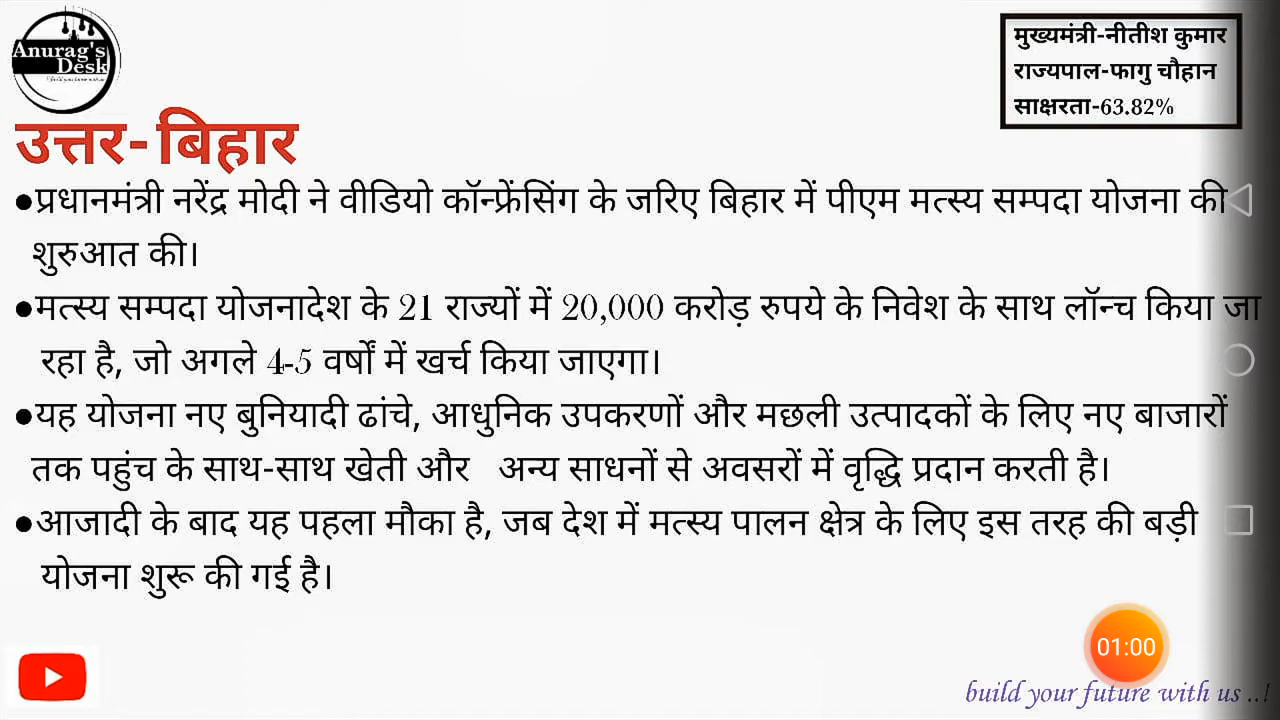 Anurag's
Desk
मुख्यमंत्री-नीतीश कुमार
राज्यपाल-फागु चौहान
साक्षरता-63.82%
उत्तर- बिहार
●प्रधानमंत्री नरेंद्र मोदी ने वीडियो कॉन्फ्रेंसिंग के जरिए बिहार में पीएम मत्स्य सम्पदा योजना की
शुरुआत की।
●मत्स्य सम्पदा योजनादेश के 21 राज्यों में 20,000 करोड़ रुपये के निवेश के साथ लॉन्च किया जा
रहा है, जो अगले 4-5 वर्षों में खर्च किया जाएगा।
●यह योजना नए बुनियादी ढांचे, आधुनिक उपकरणों और मछली उत्पादकों के लिए नए बाजारों
तक पहुंच के साथ-साथ खेती और अन्य साधनों से अवसरों में वृद्धि प्रदान करती है।
●आजादी के बाद यह पहला मौका है, जब देश में मत्स्य पालन क्षेत्र के लिए इस तरह की बड़ी
योजना शुरू की गई है।
01:00
build your future with us ..!